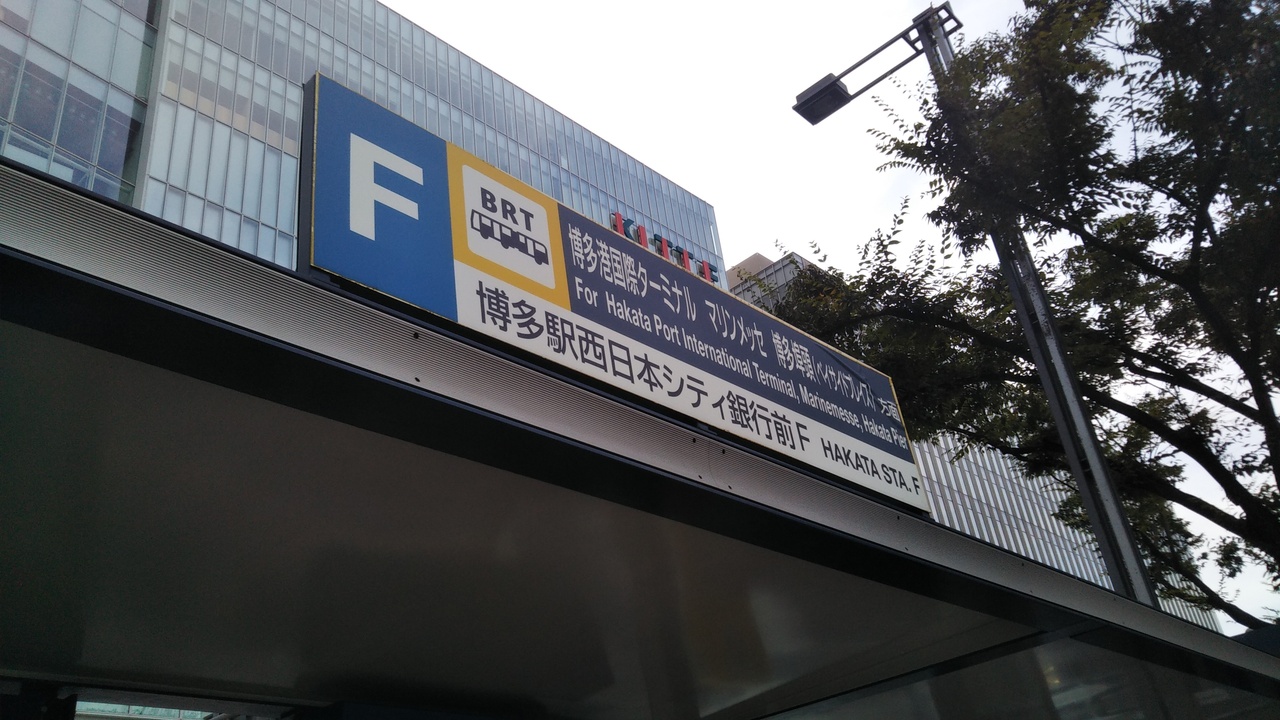 F
BRT
博多港国際ターミナル マリンメッセ 博多埠頭(ベイサイドプレイス) 方面
For Hakata Port International Terminal, Marinemesse, Hakata Pier
博多駅西日本シティ銀行前F HAKATA STA. F